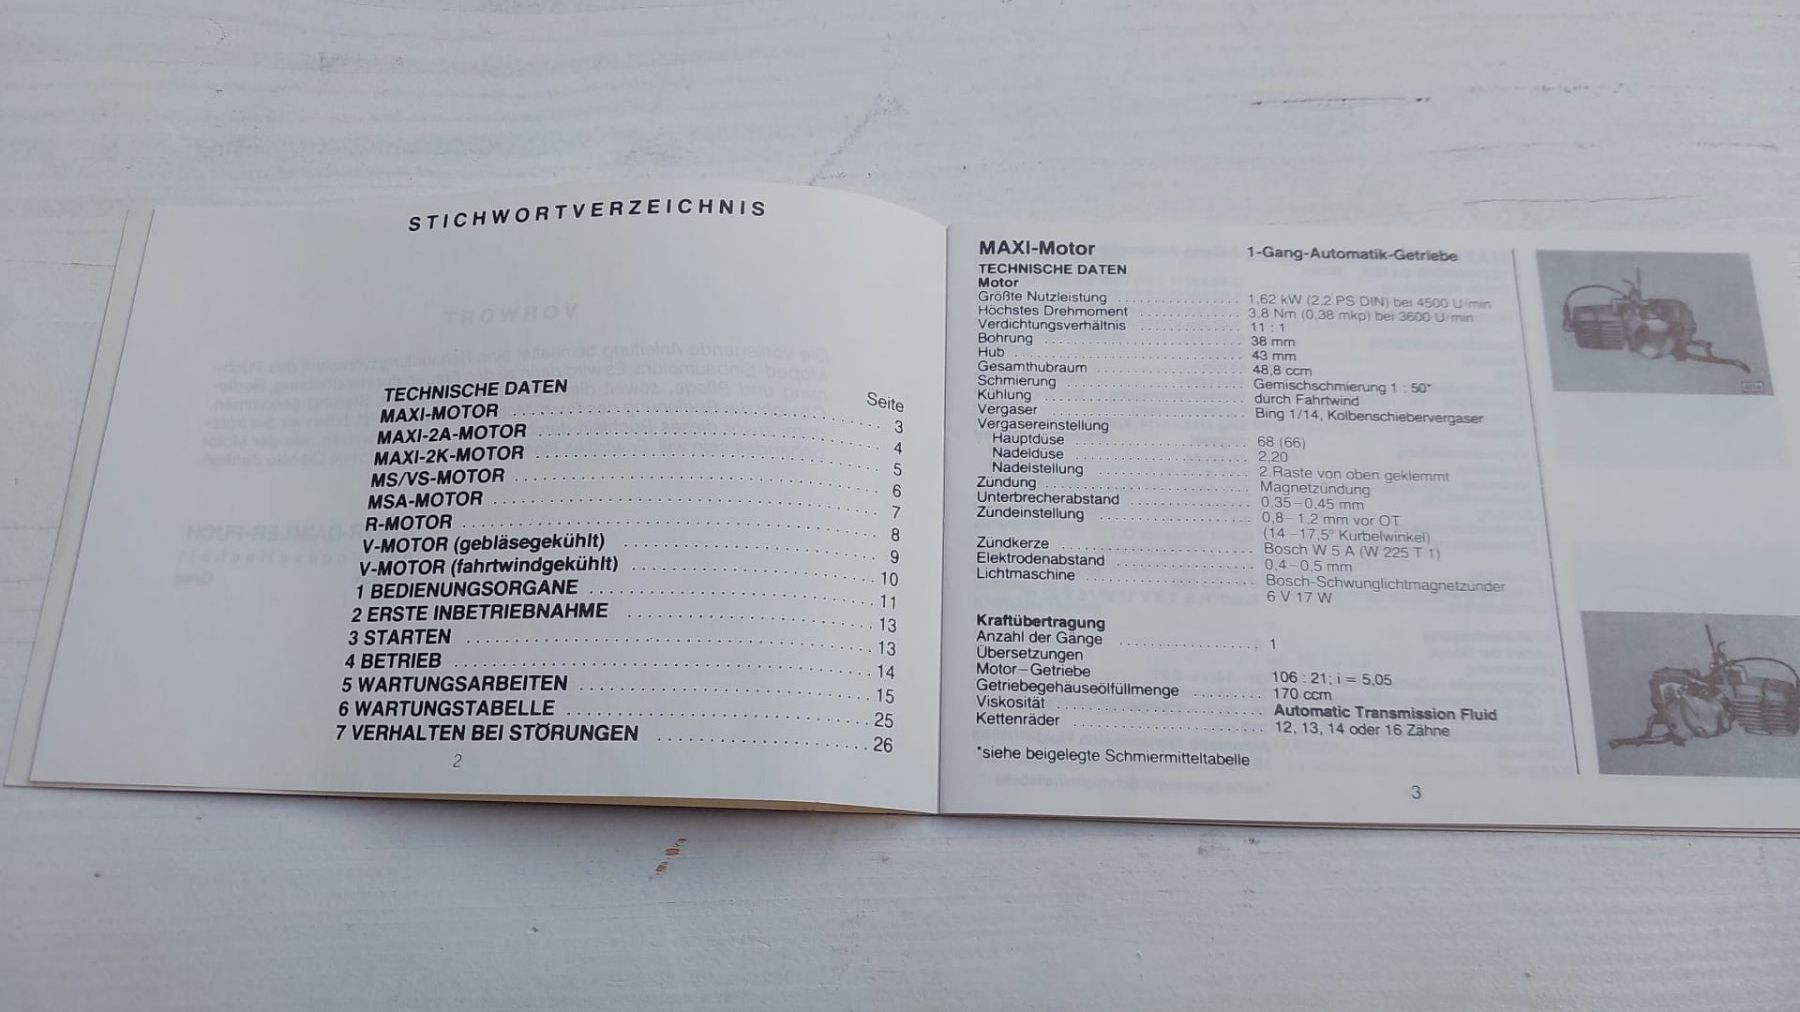 STICHWORTVERZEICHNIS
Seite
TECHNISCHE DATEN
MAXI-MOTOR 3
MAXI-2A-MOTOR 4
MAXI-2K-MOTOR 5
MS/VS-MOTOR 6
MSA-MOTOR 7
R-MOTOR 8
V-MOTOR (gebläsegekühlt) 9
V-MOTOR (fahrtwindgekühlt) 10
1 BEDIENUNGSORGANE 11
2 ERSTE INBETRIEBNAHME 13
3 STARTEN 13
4 BETRIEB 14
5 WARTUNGSARBEITEN 15
6 WARTUNGSTABELLE 25
7 VERHALTEN BEI STÖRUNGEN 26
2
MAXI-Motor 1-Gang-Automatik-Getriebe
TECHNISCHE DATEN
Motor
Größte Nutzleistung 1,62 kW (2.2 PS DIN) bei 4500 U/min
Höchstes Drehmoment 3,8 Nm (0,38 mkp) bei 3600 U/min
Verdichtungsverhältnis 11 : 1
Bohrung 38 mm
Hub 43 mm
Gesamthubraum 48,8 ccm
Schmierung Gemischschmierung 1 : 50*
Kühlung durch Fahrtwind
Vergaser Bing 1/14, Kolbenschiebervergaser
Vergasereinstellung
Hauptdüse 68 (66)
Nadeldüse 2.20
Nadelstellung 2.Raste von oben geklemmt
Zündung Magnetzündung
Unterbrecherabstand 0,35–0,45 mm
Zündeinstellung 0,8–1,2 mm vor OT
(14–17,5° Kurbelwinkel)
Zündkerze Bosch W 5 A (W 225 T 1)
Elektrodenabstand 0,4–0,5 mm
Lichtmaschine Bosch-Schwunglichtmagnetzünder
6 V 17 W
Kraftübertragung
Anzahl der Gänge 1
Übersetzungen
Motor–Getriebe 106 : 21; i = 5,05
Getriebegehäuseölfüllmenge 170 ccm
Viskosität Automatic Transmission Fluid
Kettenräder 12, 13, 14 oder 16 Zähne
*siehe beigelegte Schmiermitteltabelle
3